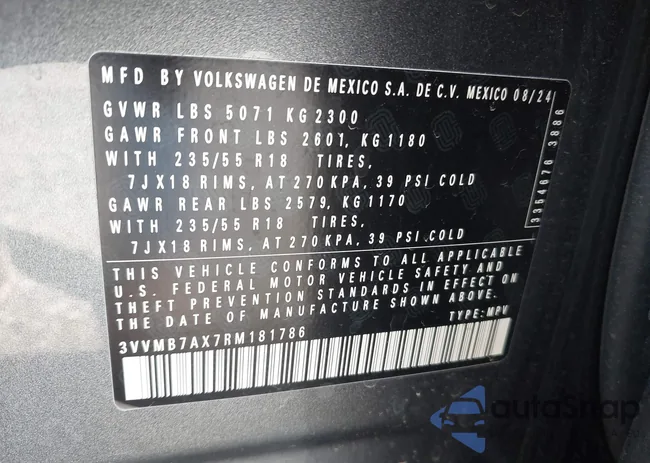 MFD BY VOLKSWAGEN DE MEXICO S.A. DE C.V. MEXICO 08/24
GVWR LBS 5071 KG 2300
GAWR FRONT LBS 2601, KG 1180
WITH 235/55 R18 TIRES,
7JX18 RIMS, AT 270 KPA, 39 PSI COLD
GAWR REAR LBS 2579, KG 1170
WITH 235/55 R18 TIRES,
7JX18 RIMS, AT 270 KPA, 39 PSI COLD
3354676 3886
THIS VEHICLE CONFORMS TO ALL APPLICABLE
U.S. FEDERAL MOTOR VEHICLE SAFETY AND
THEFT PREVENTION STANDARDS IN EFFECT ON
THE DATE OF MANUFACTURE SHOWN ABOVE.
3VVMB7AX7RM181786 TYPE: MPV
autoSnap